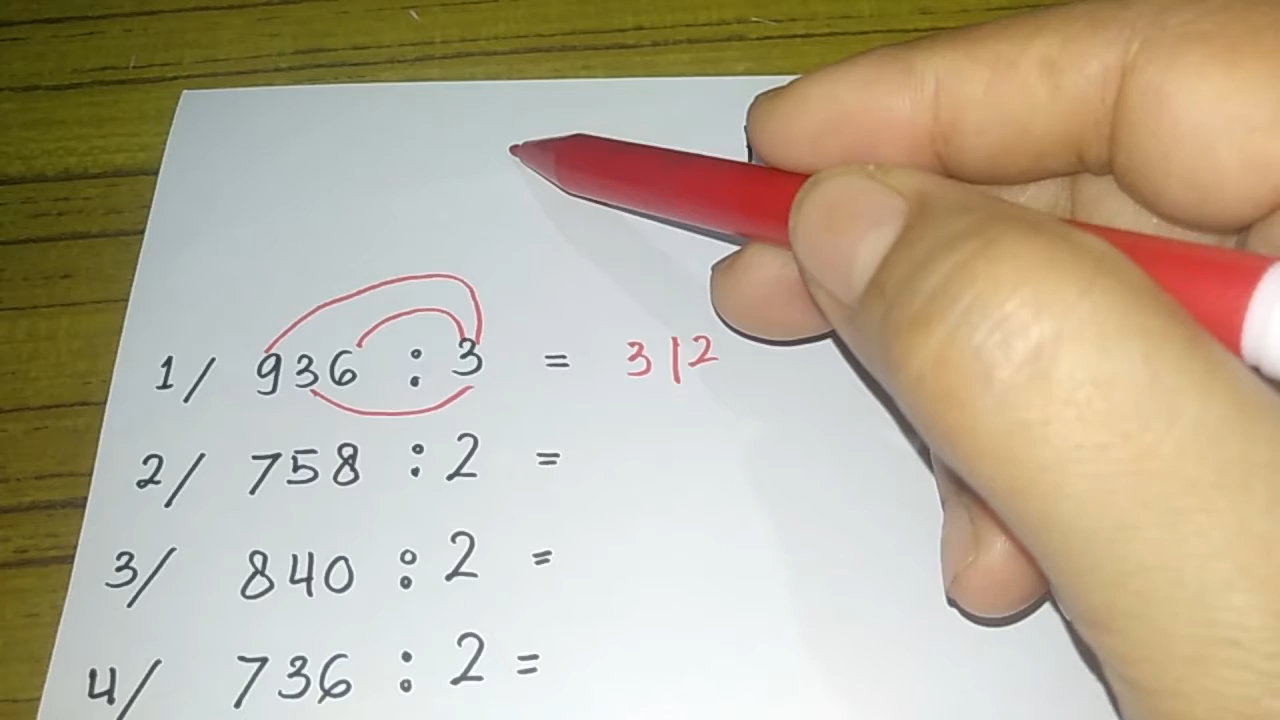 1/ 936 : 3 = 312
2/ 758 : 2 =
3/ 840 : 2 =
4/ 736 : 2 =